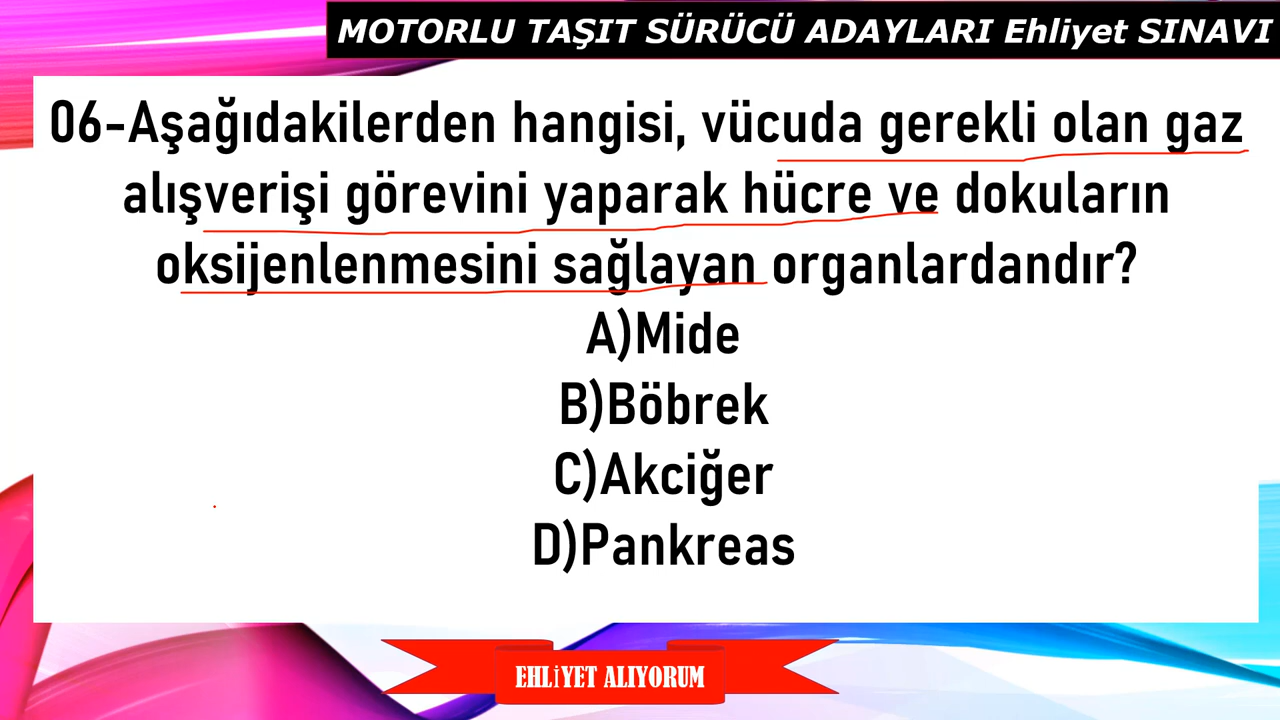 MOTORLU TAŞIT SÜRÜCÜ ADAYLARI Ehliyet SINAVI
06-Aşağıdakilerden hangisi, vücuda gerekli olan gaz
alışverişi görevini yaparak hücre ve dokuların
oksijenlenmesini sağlayan organlardandır?
A)Mide
B)Böbrek
C)Akciğer
D)Pankreas
EHLİYET ALIYORUM